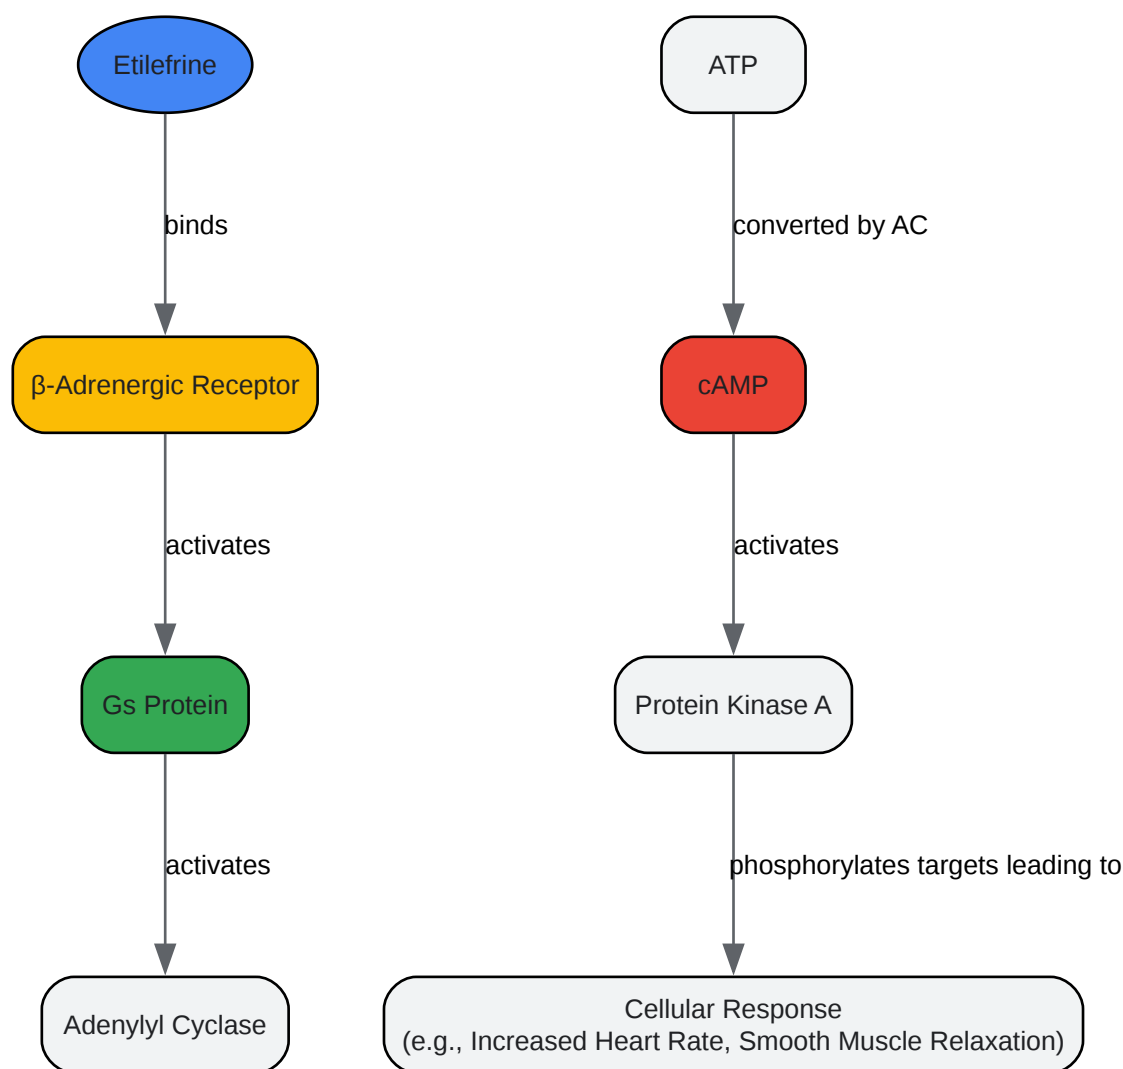 Etilefrine
binds
β-Adrenergic Receptor
activates
Gs Protein
activates
Adenylyl Cyclase
ATP
converted by AC
cAMP
activates
Protein Kinase A
phosphorylates targets leading to
Cellular Response
(e.g., Increased Heart Rate, Smooth Muscle Relaxation)